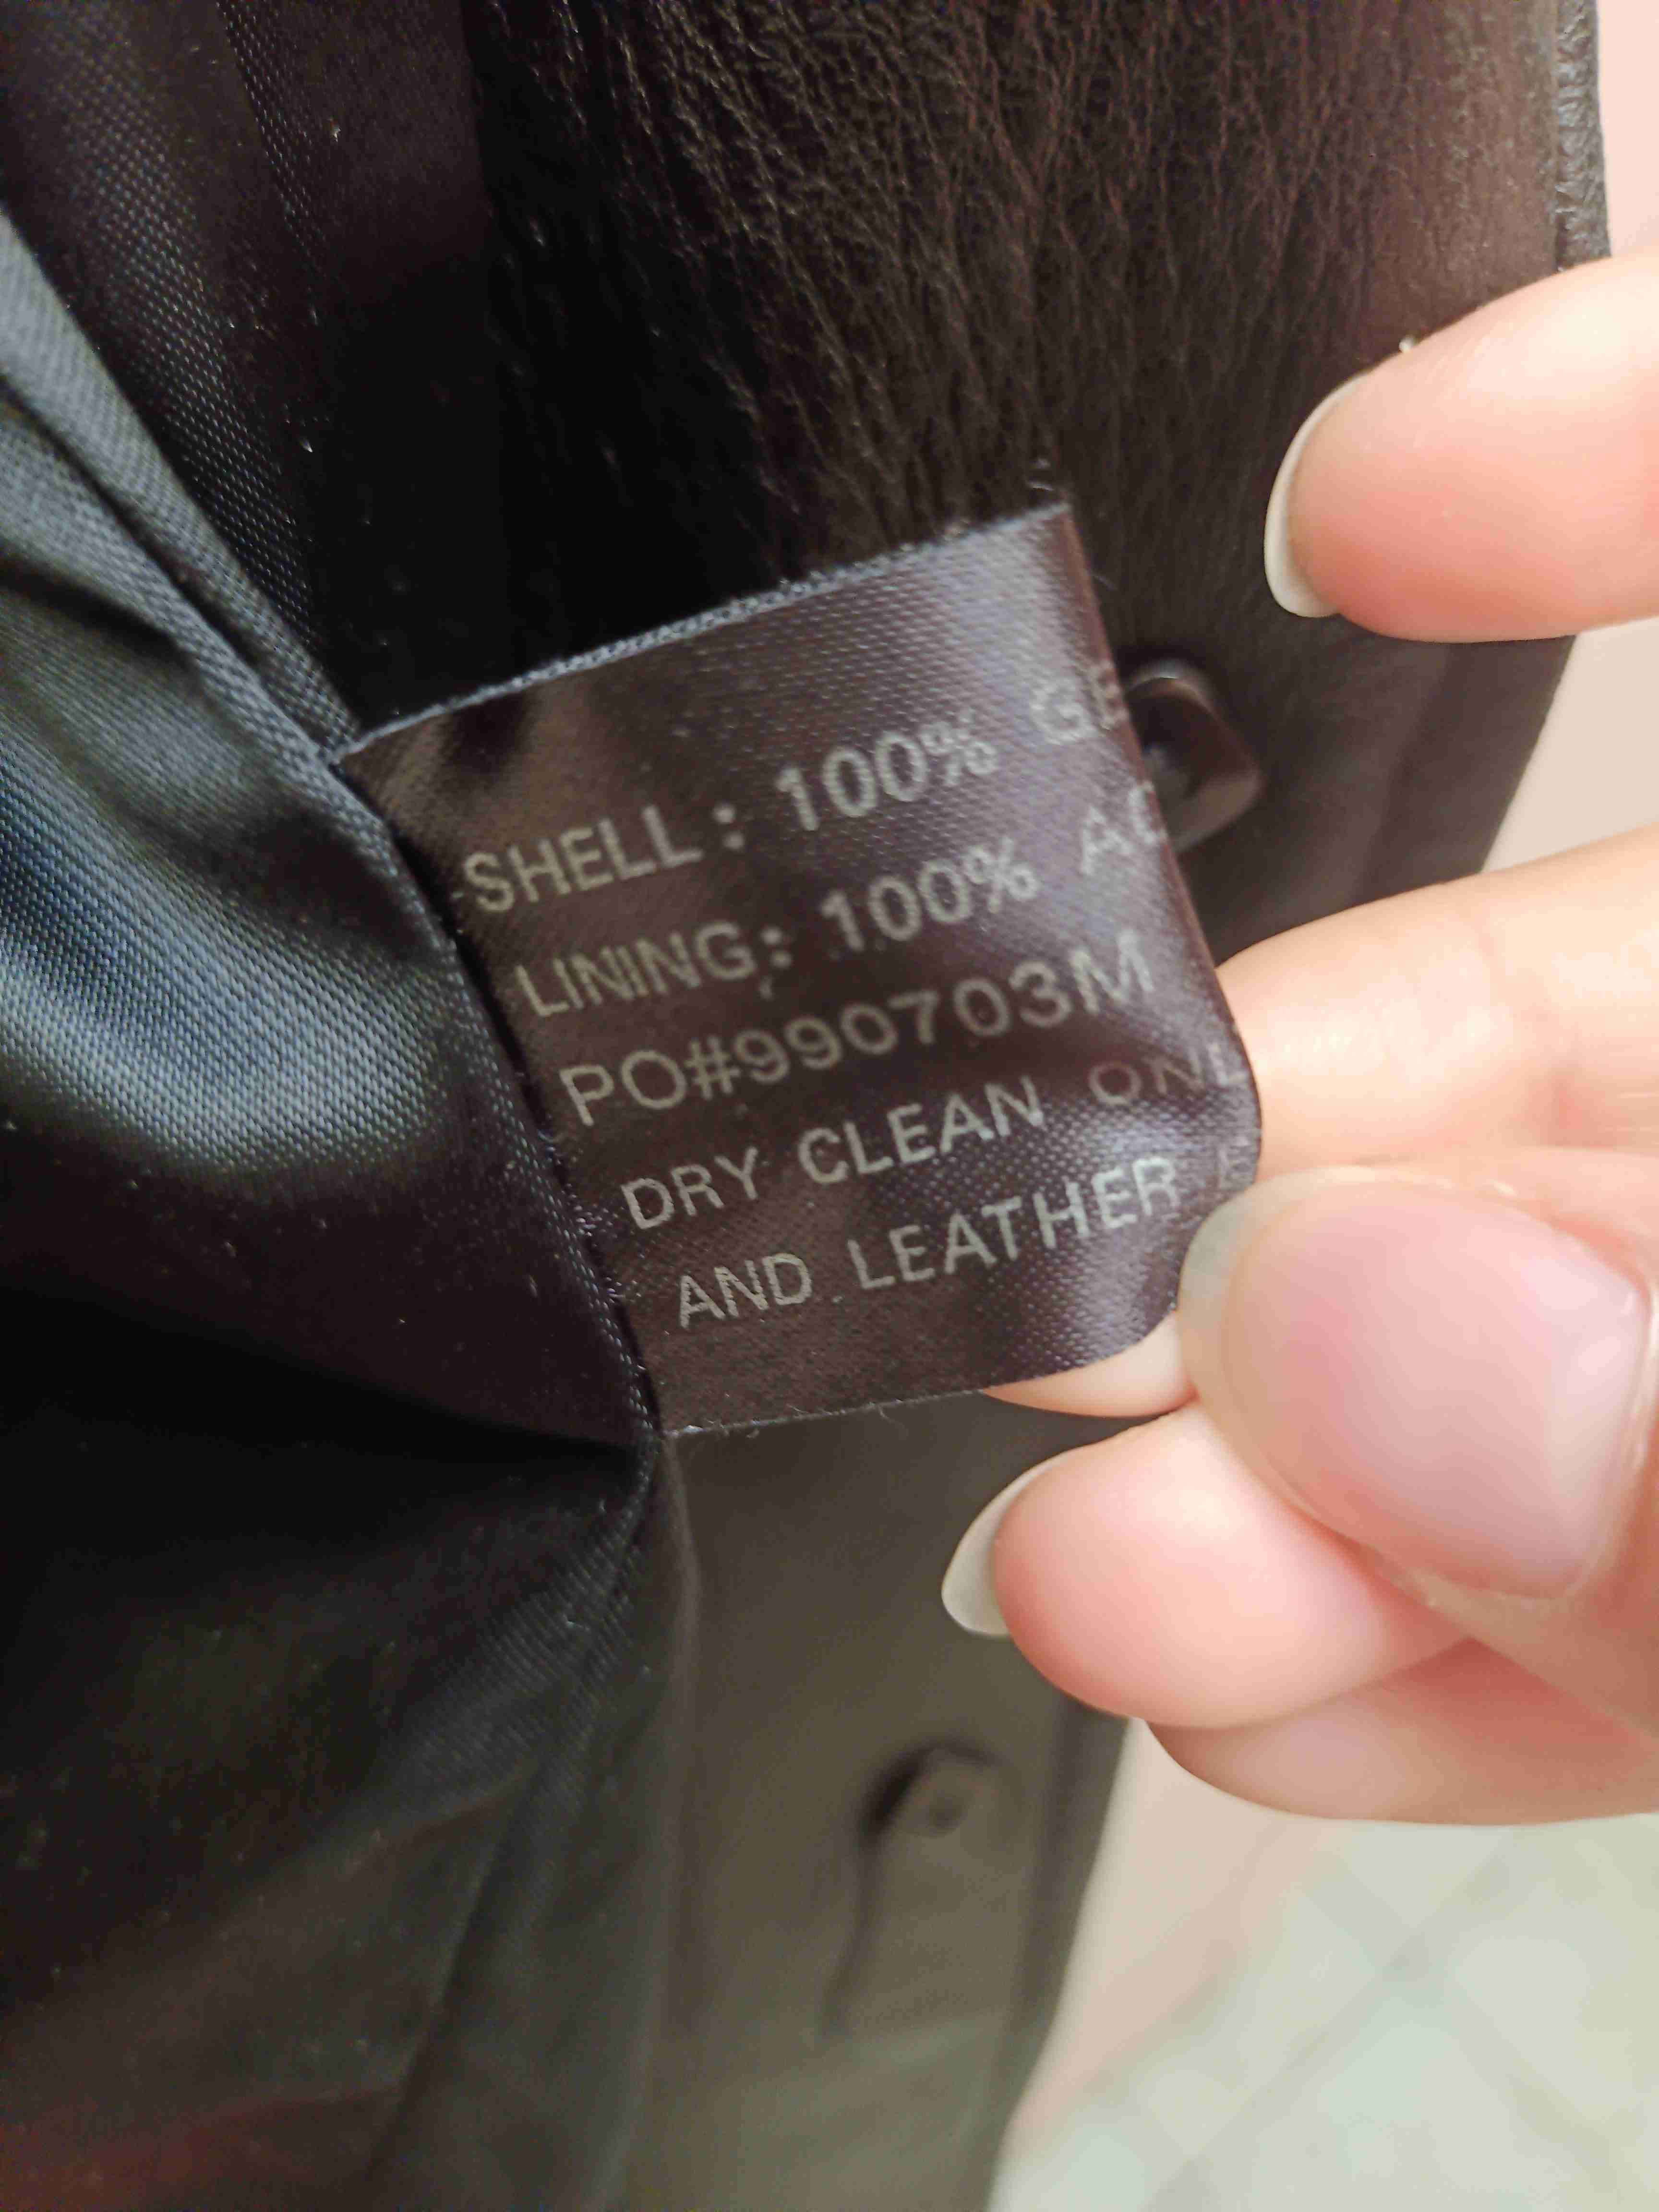 SHELL: 100%
LINING: 100%
PO#990703M
DRY CLEAN
AND LEATHER